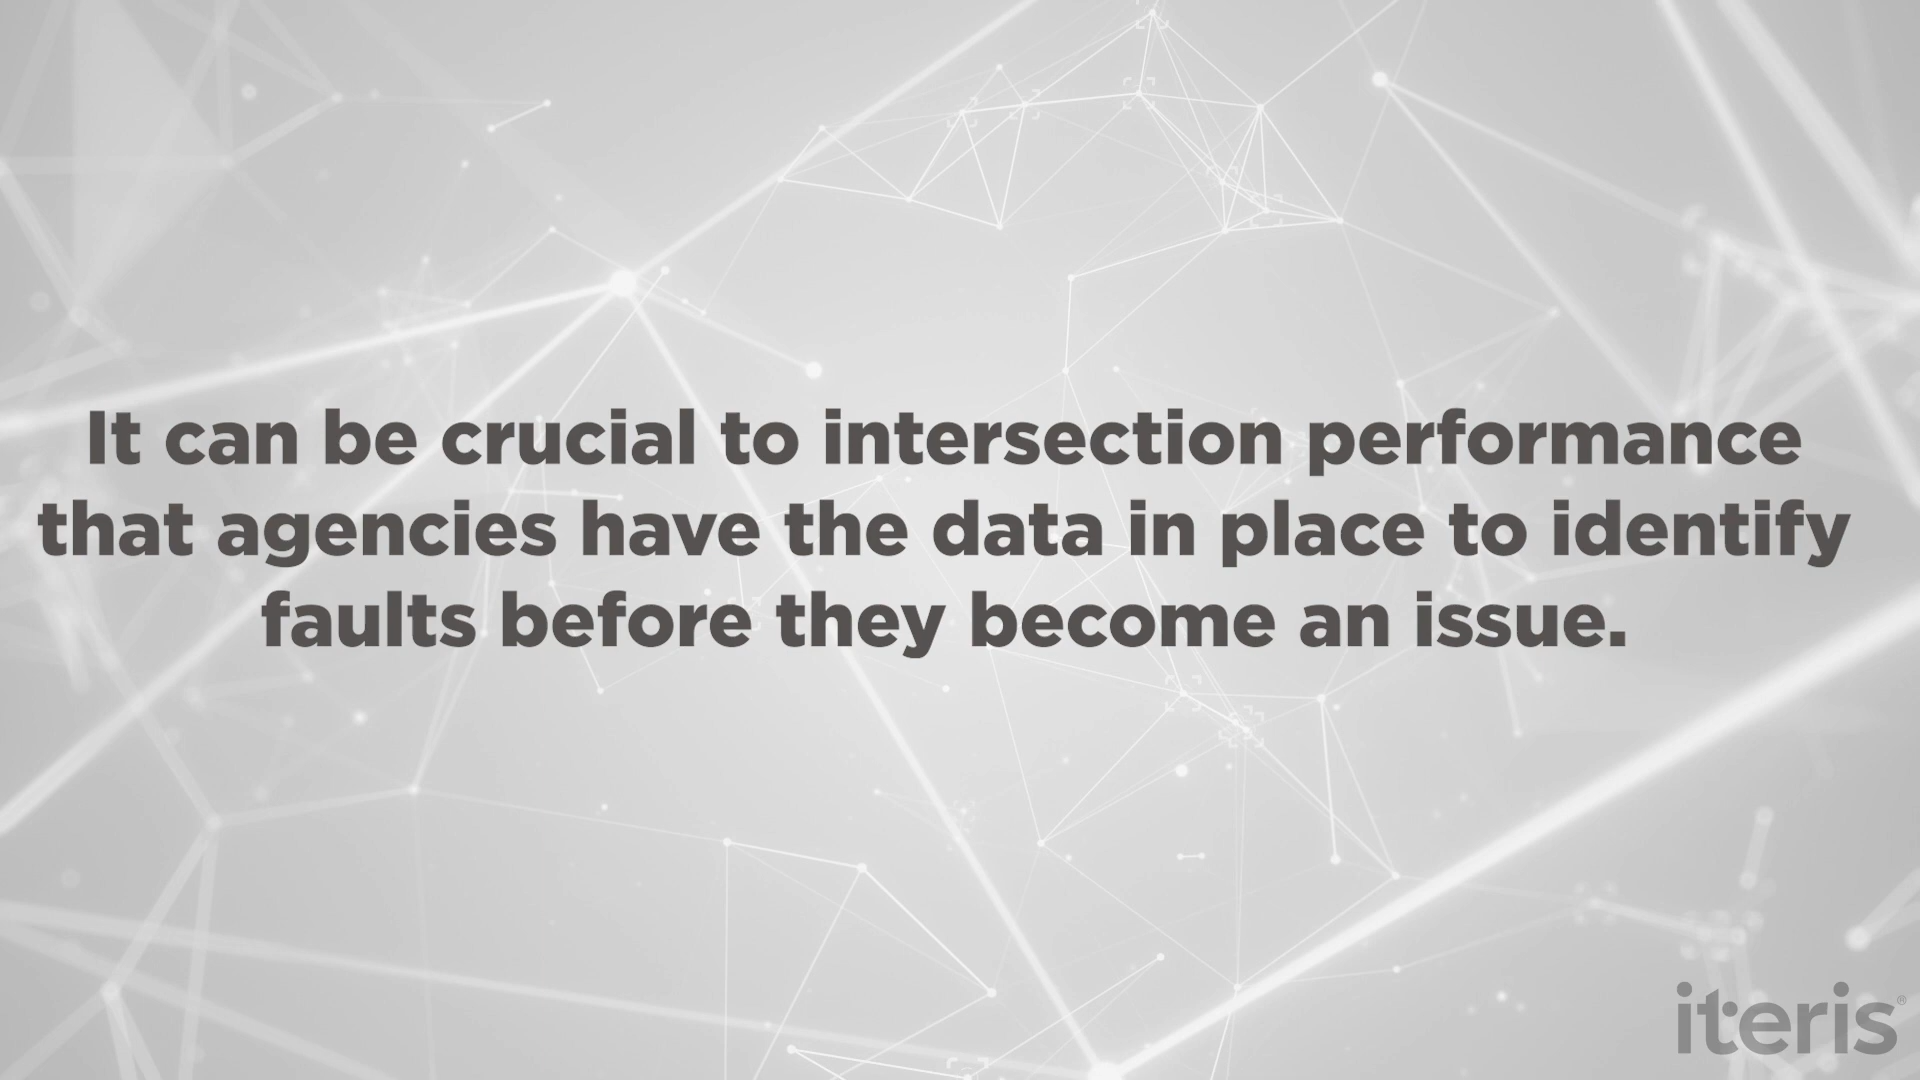 It can be crucial to intersection performance
that agencies have the data in place to identify
faults before they become an issue.
iteris®